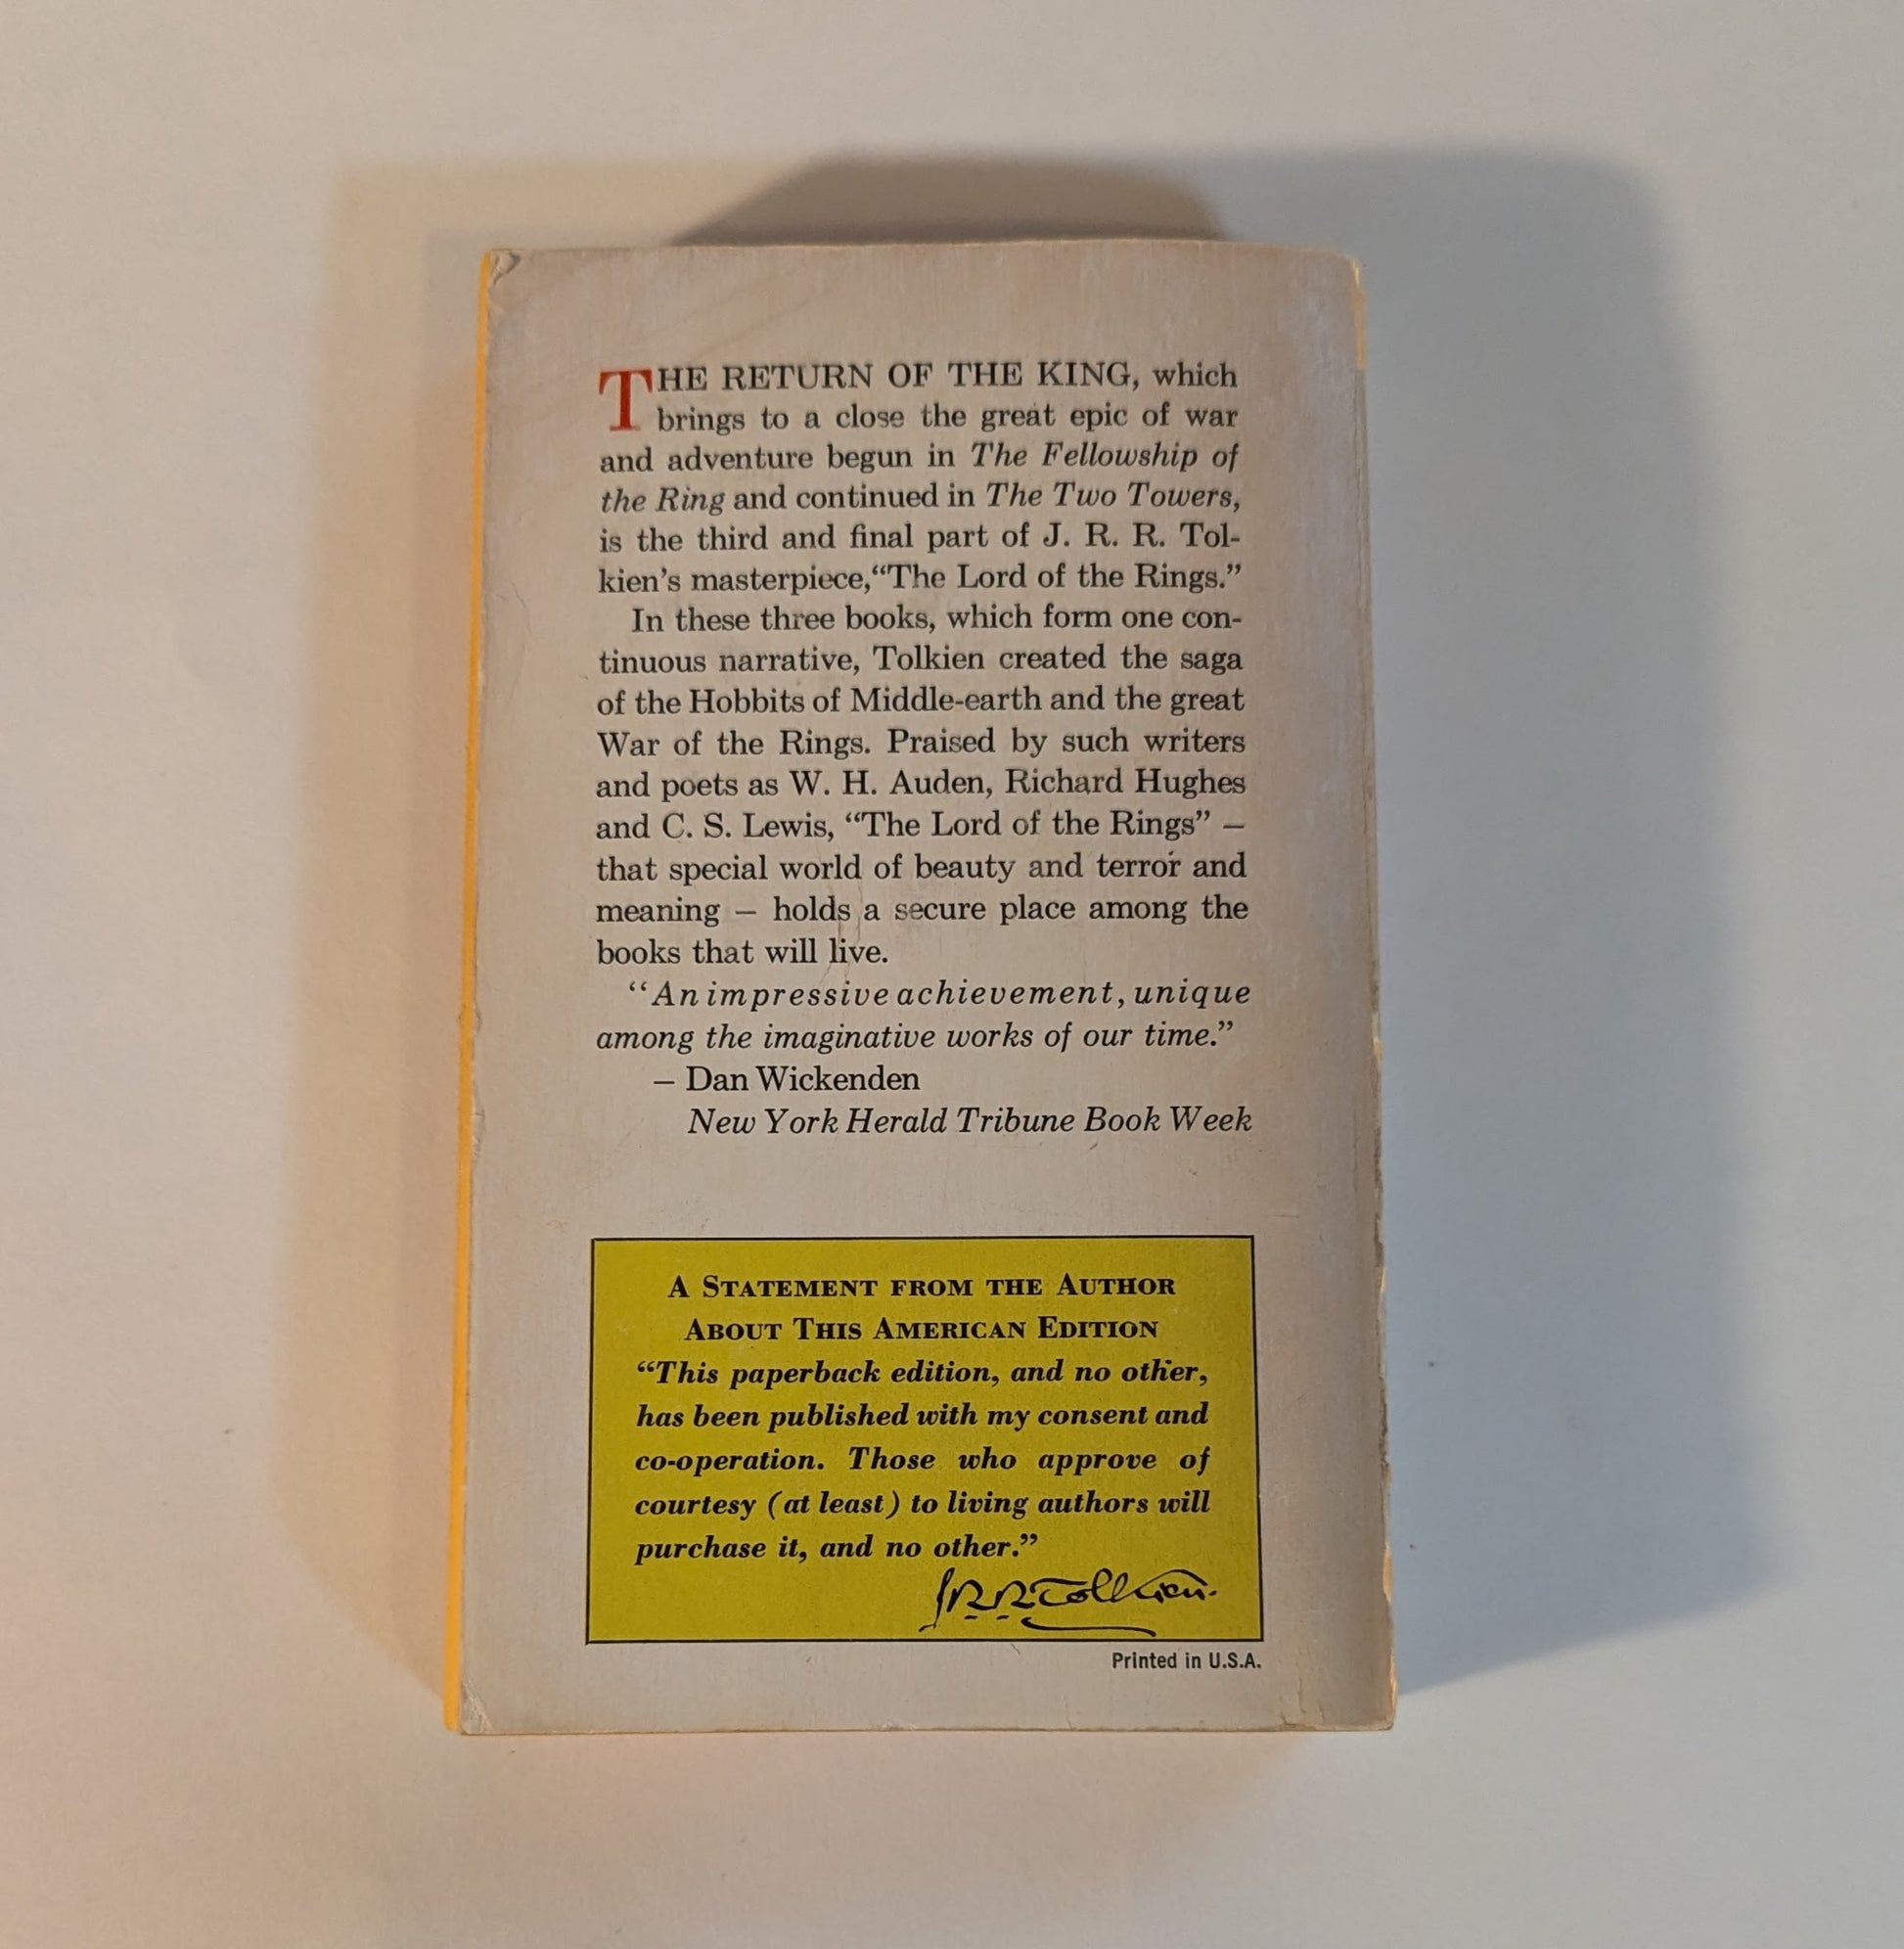 THE RETURN OF THE KING, which
brings to a close the great epic of war
and adventure begun in The Fellowship of
the Ring and continued in The Two Towers,
is the third and final part of J. R. R. Tol-
kien's masterpiece,“The Lord of the Rings.”
In these three books, which form one con-
tinuous narrative, Tolkien created the saga
of the Hobbits of Middle-earth and the great
War of the Rings. Praised by such writers
and poets as W. H. Auden, Richard Hughes
and C. S. Lewis, “The Lord of the Rings” —
that special world of beauty and terror and
meaning — holds a secure place among the
books that will live.
“An impressive achievement, unique
among the imaginative works of our time.”
— Dan Wickenden
New York Herald Tribune Book Week
A STATEMENT FROM THE AUTHOR
ABOUT THIS AMERICAN EDITION
“This paperback edition, and no other,
has been published with my consent and
co-operation. Those who approve of
courtesy (at least) to living authors will
purchase it, and no other.”
J.R.R. Tolkien.
Printed in U.S.A.